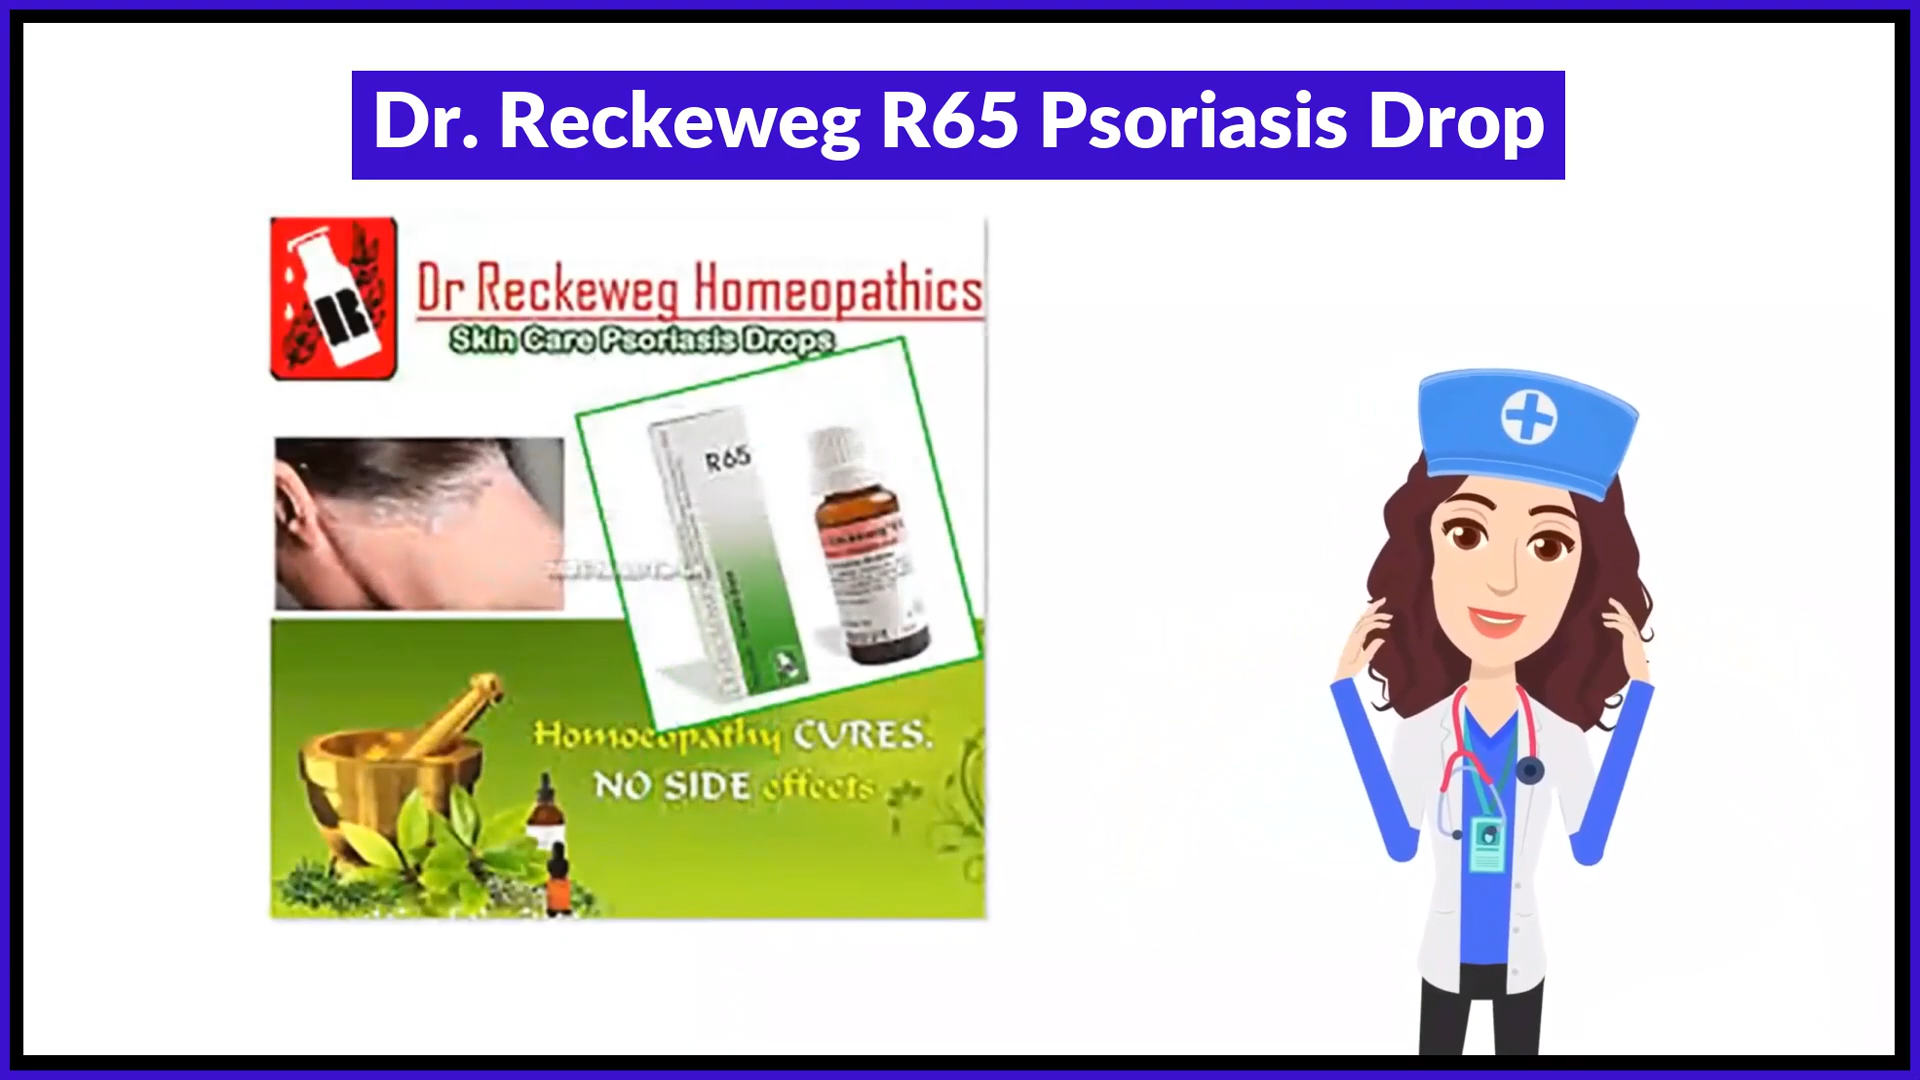 Dr. Reckeweg R65 Psoriasis Drop
Dr Reckeweg Homeopathics
Skin Care Psoriasis Drops
R65
Homoeopathy CURES.
NO SIDE effects